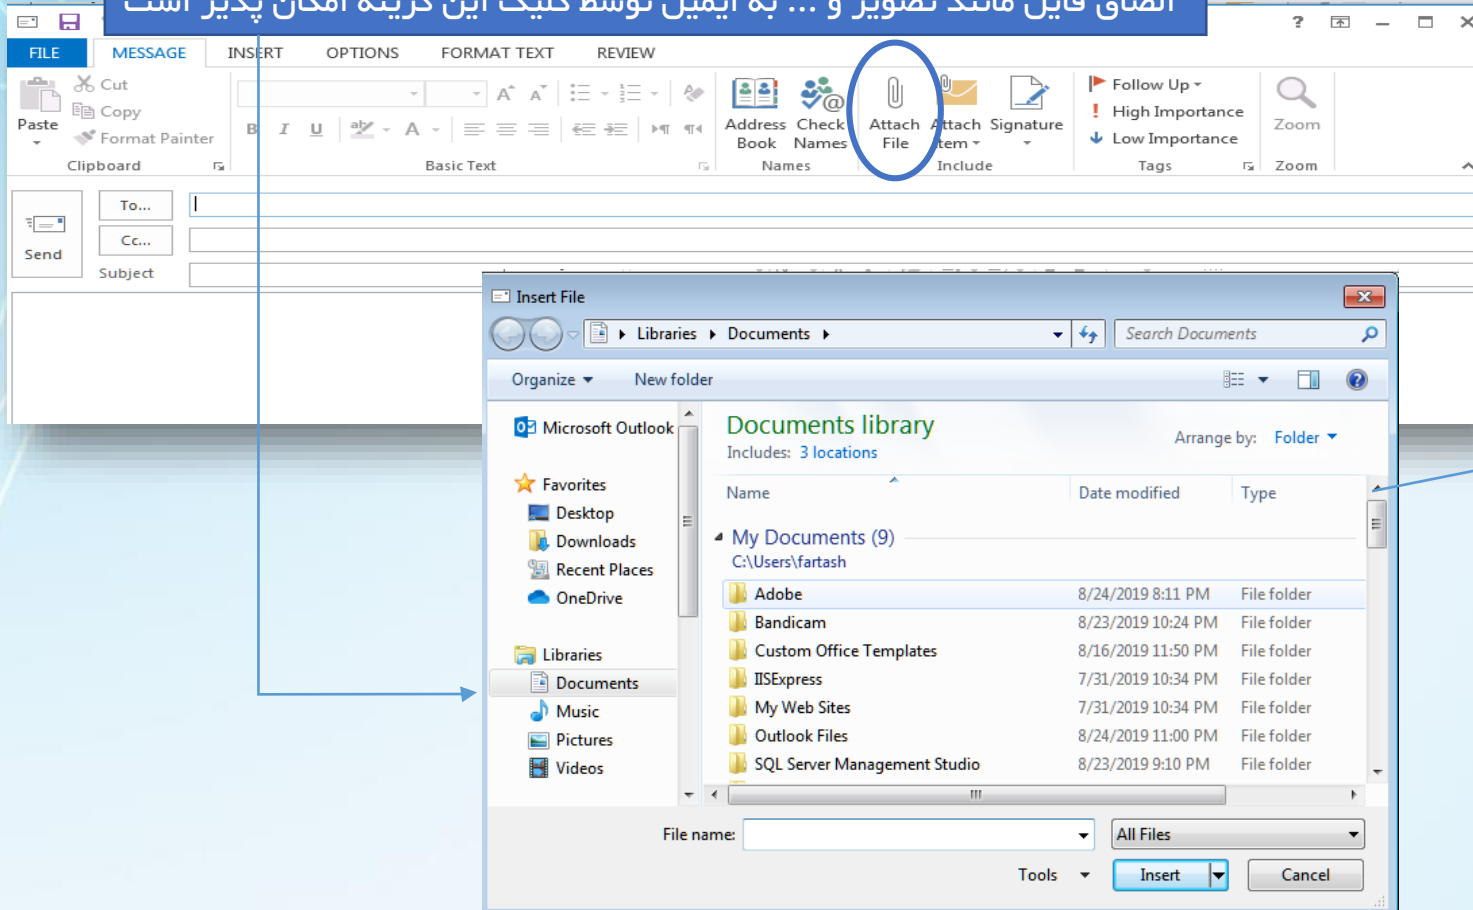 الصاق فایل مانند تصویر و ... به ایمیل توسط کلیک این گزینه امکان پذیر است
?
FILE MESSAGE INSERT OPTIONS FORMAT TEXT REVIEW
Cut
Copy
Format Painter
Paste
Clipboard
B I U aby A
Basic Text
Address Book
Check Names
Names
Attach File
Attach Item
Signature
Include
Follow Up
High Importance
Low Importance
Tags
Zoom
Zoom
Send
To...
Cc...
Subject
Insert File
Libraries Documents
Search Documents
Organize New folder
Microsoft Outlook
Favorites
Desktop
Downloads
Recent Places
OneDrive
Libraries
Documents
Music
Pictures
Videos
Documents library
Includes: 3 locations
Arrange by: Folder
Name Date modified Type
My Documents (9)
C:\Users\fartash
Adobe 8/24/2019 8:11 PM File folder
Bandicam 8/23/2019 10:24 PM File folder
Custom Office Templates 8/16/2019 11:50 PM File folder
IISExpress 7/31/2019 10:34 PM File folder
My Web Sites 7/31/2019 10:34 PM File folder
Outlook Files 8/24/2019 11:00 PM File folder
SQL Server Management Studio 8/23/2019 9:10 PM File folder
File name: All Files
Tools Insert Cancel